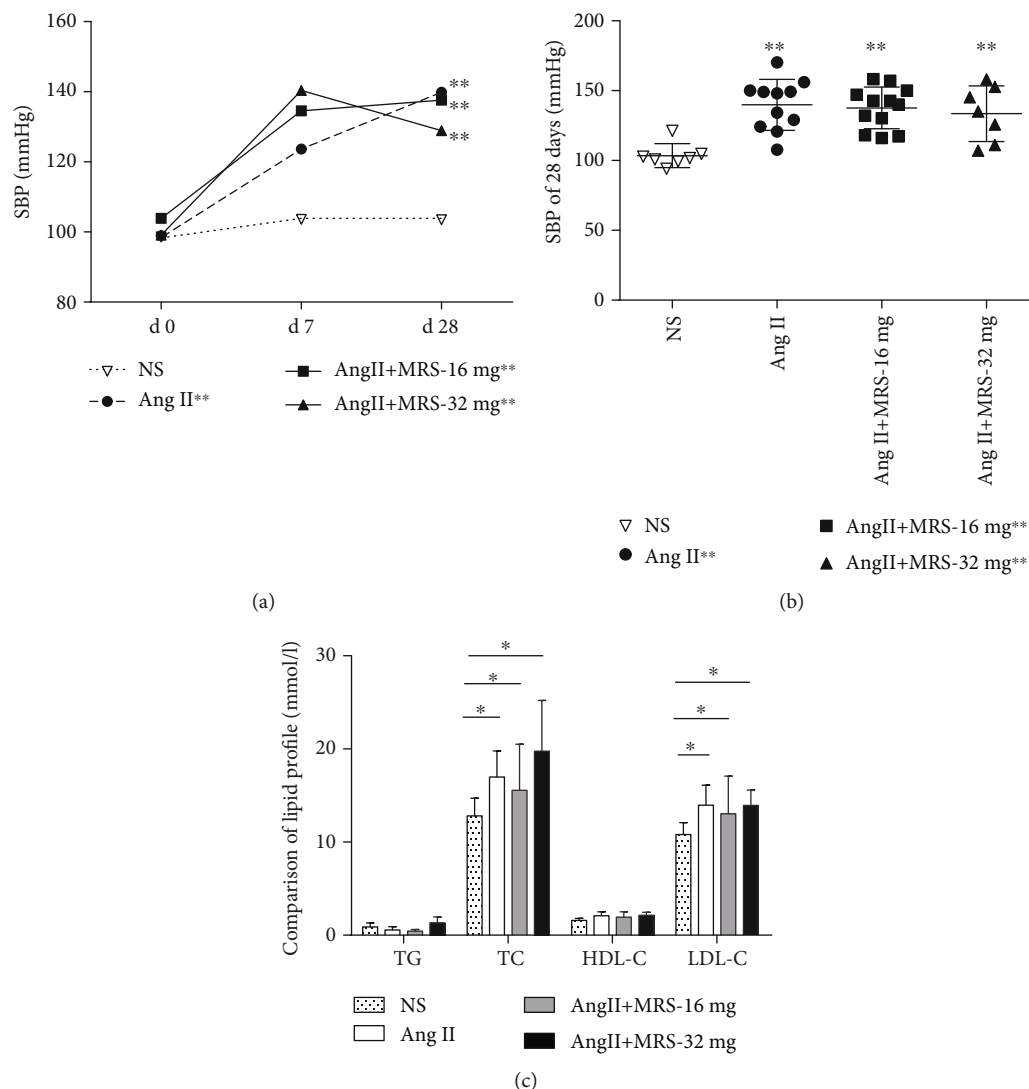 SBP (mmHg)
160
140
120
100
80
d 0
d 7
d 28
**
**
**
NS
Ang II**
AngII+MRS-16 mg**
AngII+MRS-32 mg**
(a)
SBP of 28 days (mmHg)
200
150
100
50
0
**
**
**
NS
Ang II
Ang II+MRS-16 mg
Ang II+MRS-32 mg
NS
Ang II**
AngII+MRS-16 mg**
AngII+MRS-32 mg**
(b)
Comparison of lipid profile (mmol/l)
30
20
10
0
*
*
*
*
*
*
TG
TC
HDL-C
LDL-C
NS
Ang II
AngII+MRS-16 mg
AngII+MRS-32 mg
(c)